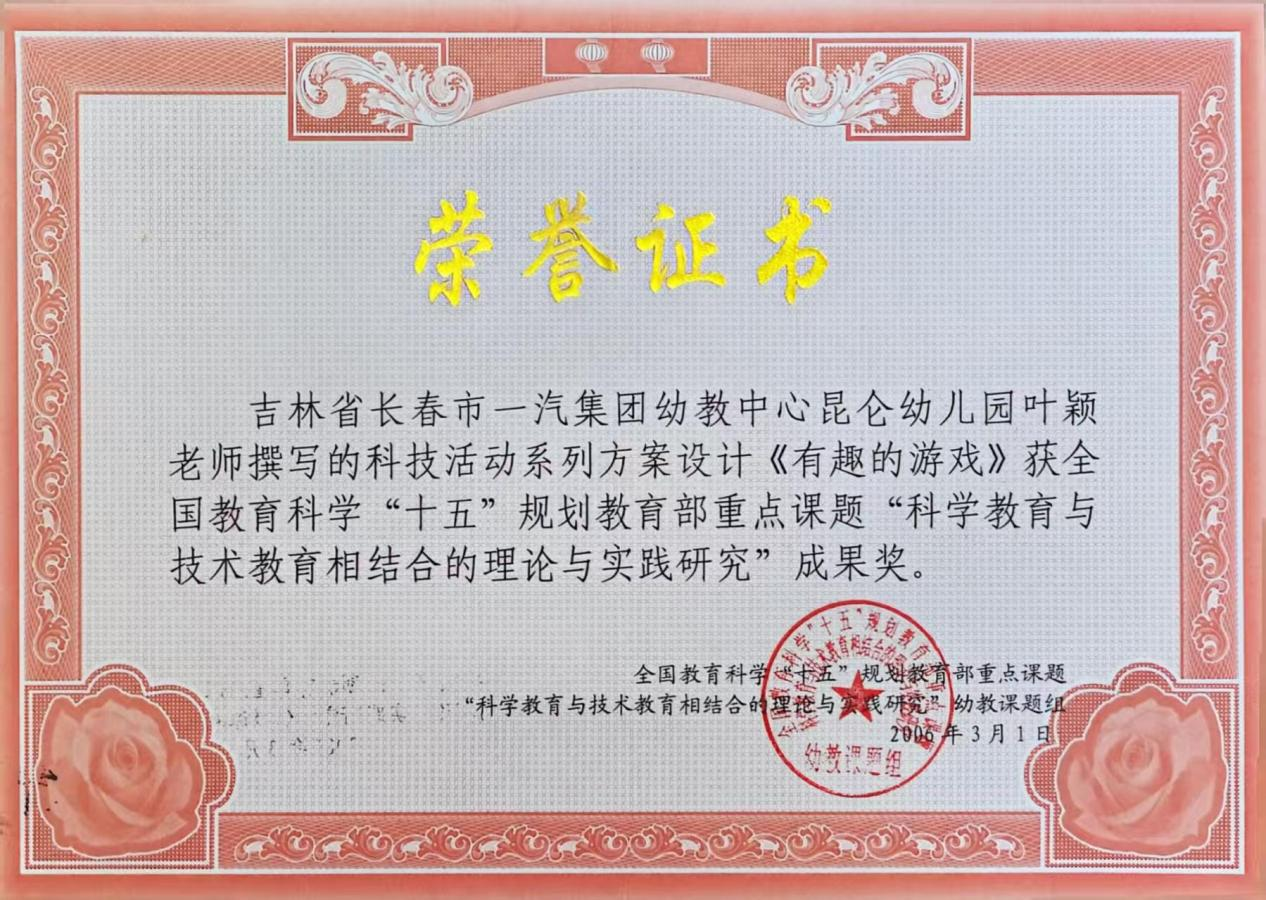 荣誉证书
吉林省长春市一汽集团幼教中心昆仑幼儿园叶颖
老师撰写的科技活动系列方案设计《有趣的游戏》获全
国教育科学“十五”规划教育部重点课题“科学教育与
技术教育相结合的理论与实践研究”成果奖。
全国教育科学“十五”规划教育部重点课题
“科学教育与技术教育相结合的理论与实践研究”幼教课题组
2006年3月1日
幼教课题组